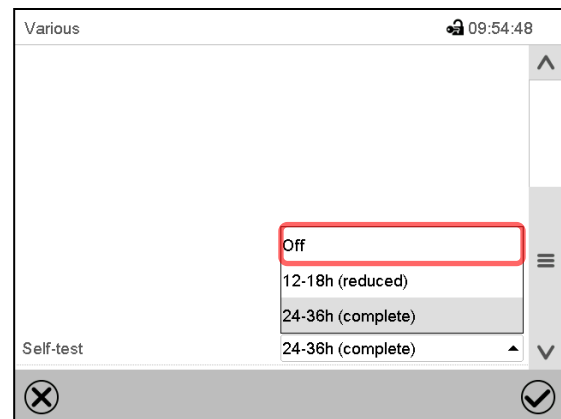 Various 09:54:48
Off
12-18h (reduced)
24-36h (complete)
Self-test 24-36h (complete)